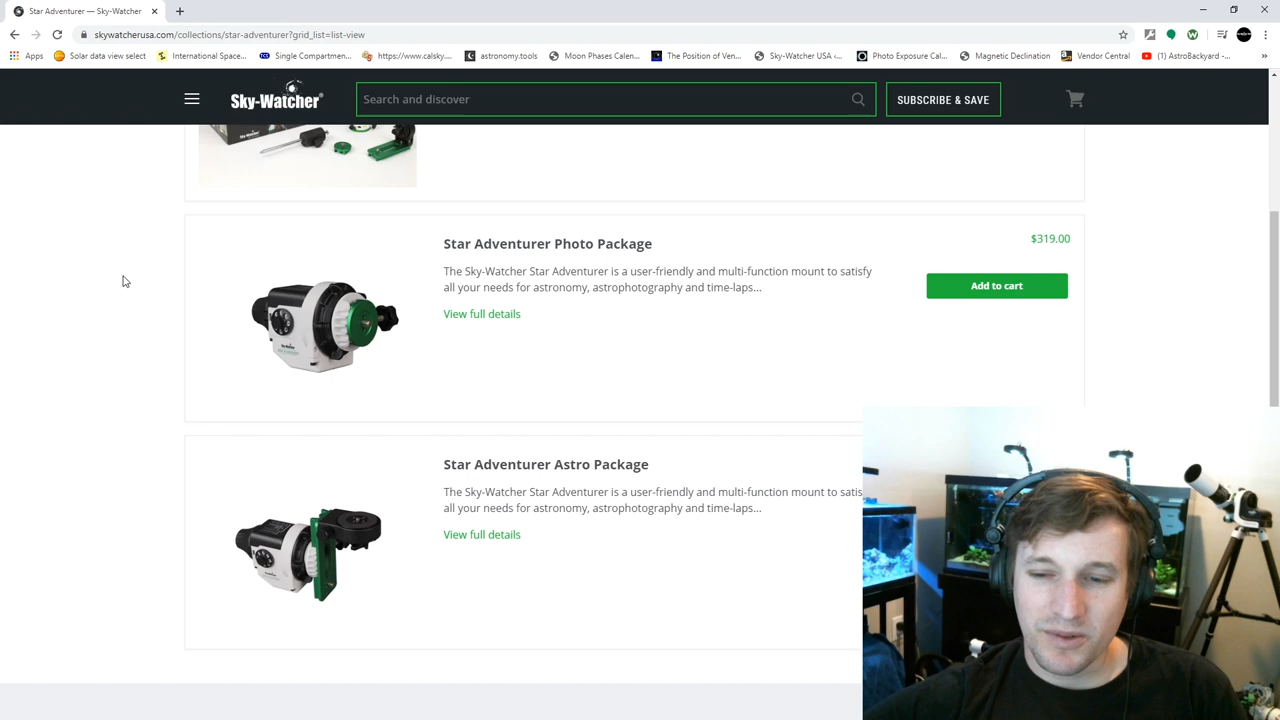 Star Adventurer — Sky-Watcher
skywatcherusa.com/collections/star-adventurer?grid_list=list-view
Apps Solar data view select International Space... Single Compartmen... https://www.calsky.... astronomy.tools Moon Phases Calen... The Position of Ven... Sky-Watcher USA ‹... Photo Exposure Cal... Magnetic Declination Vendor Central (1) AstroBackyard -...
Sky-Watcher
Search and discover
SUBSCRIBE & SAVE
Star Adventurer Photo Package
$319.00
The Sky-Watcher Star Adventurer is a user-friendly and multi-function mount to satisfy
all your needs for astronomy, astrophotography and time-laps...
Add to cart
View full details
Star Adventurer Astro Package
The Sky-Watcher Star Adventurer is a user-friendly and multi-function mount to satis
all your needs for astronomy, astrophotography and time-laps...
View full details